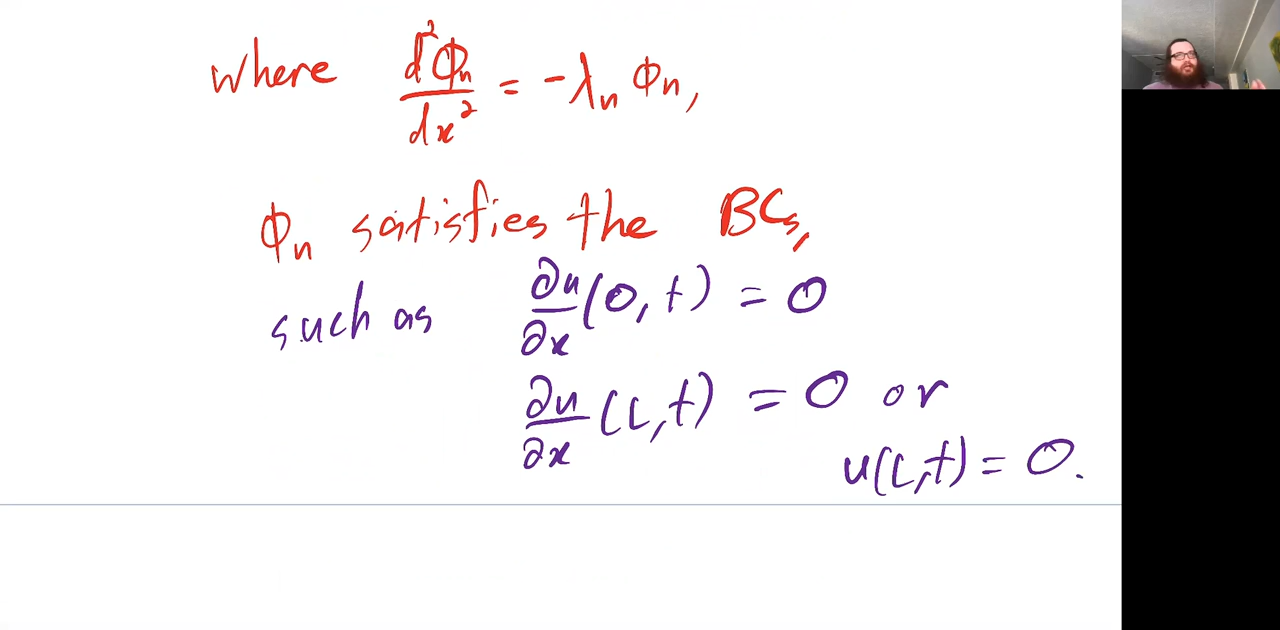 where d²ϕₙ/dx² = -λₙ ϕₙ,
ϕₙ satisfies the BCs,
such as ∂u/∂x (0, t) = 0
∂u/∂x (L, t) = 0 or
u(L, t) = 0.